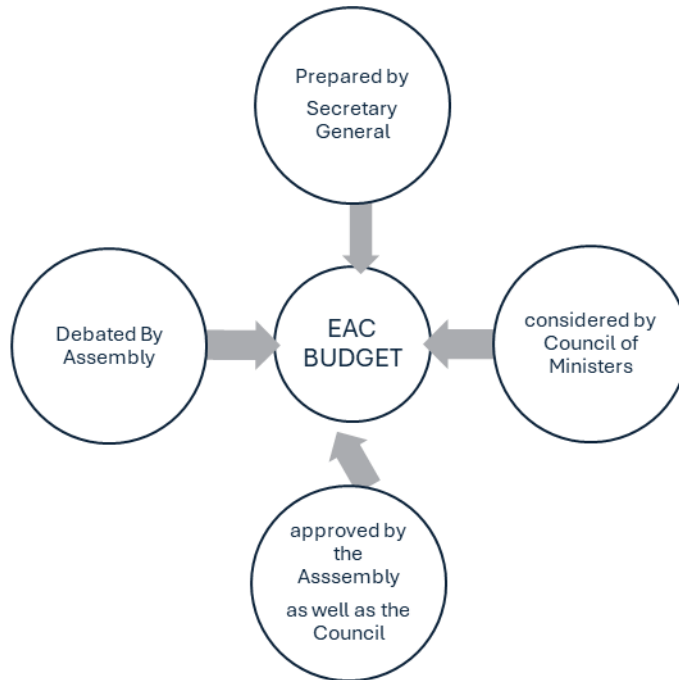 Prepared by
Secretary
General
Debated By
Assembly
EAC
BUDGET
considered by
Council of
Ministers
approved by
the
Asssembly
as well as the
Council